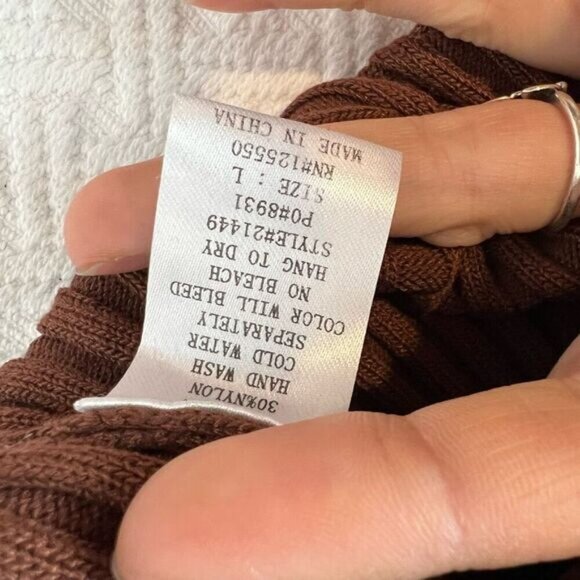 30%NYLON
HAND WASH
COLD WATER
SEPARATELY
COLOR WILL BLEED
NO BLEACH
HANG TO DRY
STYLE#21449
PO#8931
SIZE : L
RN#125550
MADE IN CHINA